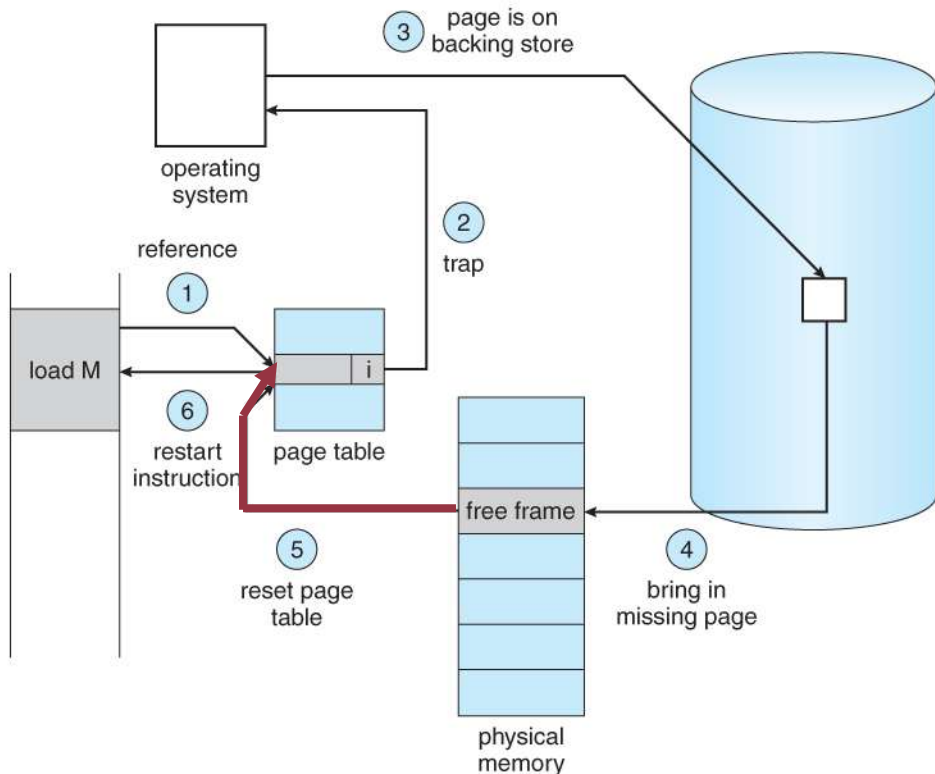 3
page is on
backing store
operating
system
2
trap
reference
1
load M
i
6
restart
instruction
page table
free frame
5
reset page
table
4
bring in
missing page
physical
memory